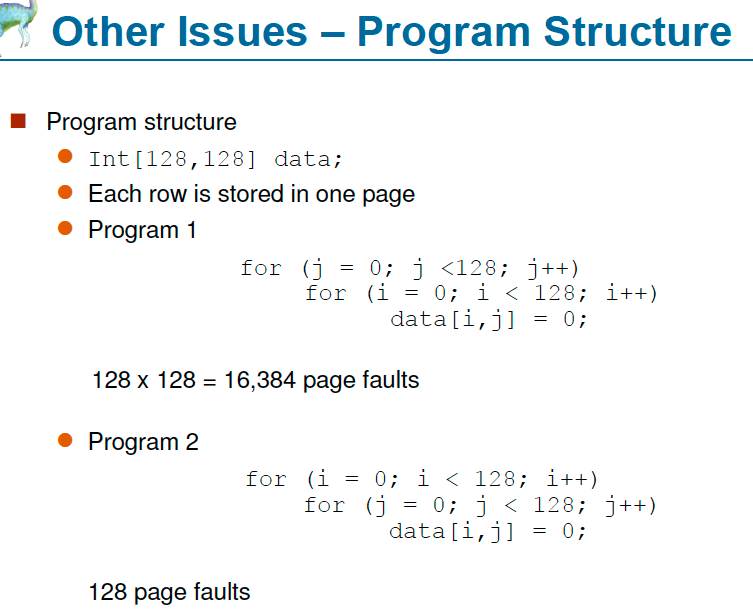 Other Issues – Program Structure
Program structure
Int[128,128] data;
Each row is stored in one page
Program 1
for (j = 0; j <128; j++)
for (i = 0; i < 128; i++)
data[i,j] = 0;
128 x 128 = 16,384 page faults
Program 2
for (i = 0; i < 128; i++)
for (j = 0; j < 128; j++)
data[i,j] = 0;
128 page faults